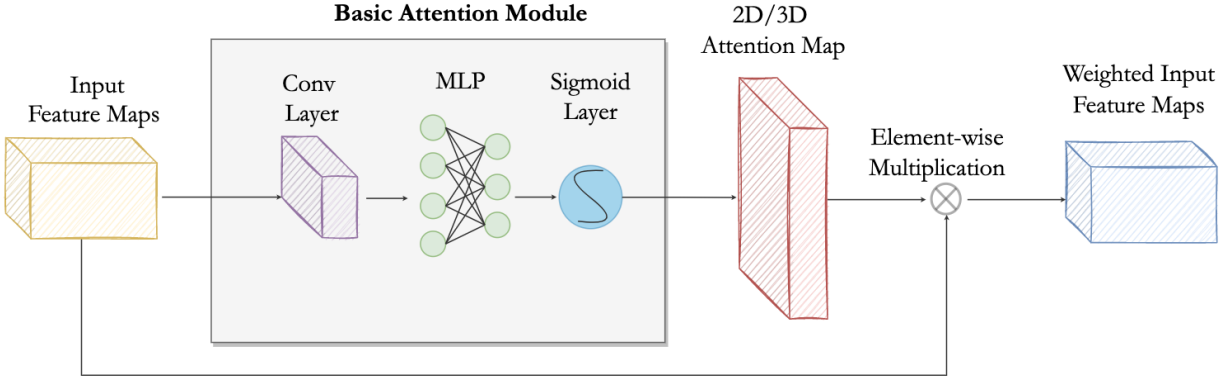 Basic Attention Module
Input
Feature Maps
Conv
Layer
MLP
Sigmoid
Layer
2D/3D
Attention Map
Element-wise
Multiplication
Weighted Input
Feature Maps